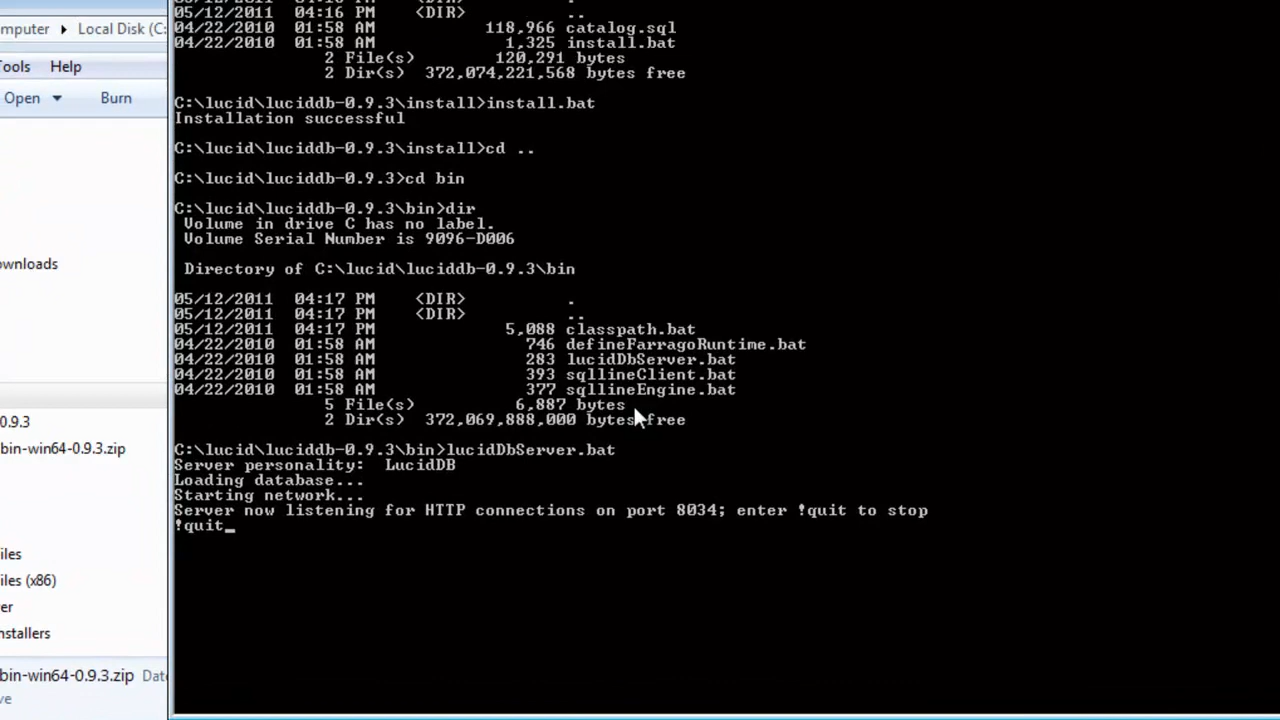 omputer ▶ Local Disk (C:
Tools Help
Open Burn
ownloads
0.9.3
bin-win64-0.9.3.zip
iles
iles (x86)
er
nstallers
bin-win64-0.9.3.zip Date
ve
05/12/2011 04:16 PM <DIR> .
05/12/2011 04:16 PM <DIR> ..
04/22/2010 01:58 AM 118,966 catalog.sql
04/22/2010 01:58 AM 1,325 install.bat
2 File(s) 120,291 bytes
2 Dir(s) 372,074,221,568 bytes free
C:\lucid\luciddb-0.9.3\install>install.bat
Installation successful
C:\lucid\luciddb-0.9.3\install>cd ..
C:\lucid\luciddb-0.9.3>cd bin
C:\lucid\luciddb-0.9.3\bin>dir
Volume in drive C has no label.
Volume Serial Number is 9096-D006
Directory of C:\lucid\luciddb-0.9.3\bin
05/12/2011 04:17 PM <DIR> .
05/12/2011 04:17 PM <DIR> ..
05/12/2011 04:17 PM 5,088 classpath.bat
04/22/2010 01:58 AM 746 defineFarragoRuntime.bat
04/22/2010 01:58 AM 283 lucidDbServer.bat
04/22/2010 01:58 AM 393 sqllineClient.bat
04/22/2010 01:58 AM 377 sqllineEngine.bat
5 File(s) 6,887 bytes
2 Dir(s) 372,069,888,000 bytes free
C:\lucid\luciddb-0.9.3\bin>lucidDbServer.bat
Server personality: LucidDB
Loading database...
Starting network...
Server now listening for HTTP connections on port 8034; enter !quit to stop
!quit_